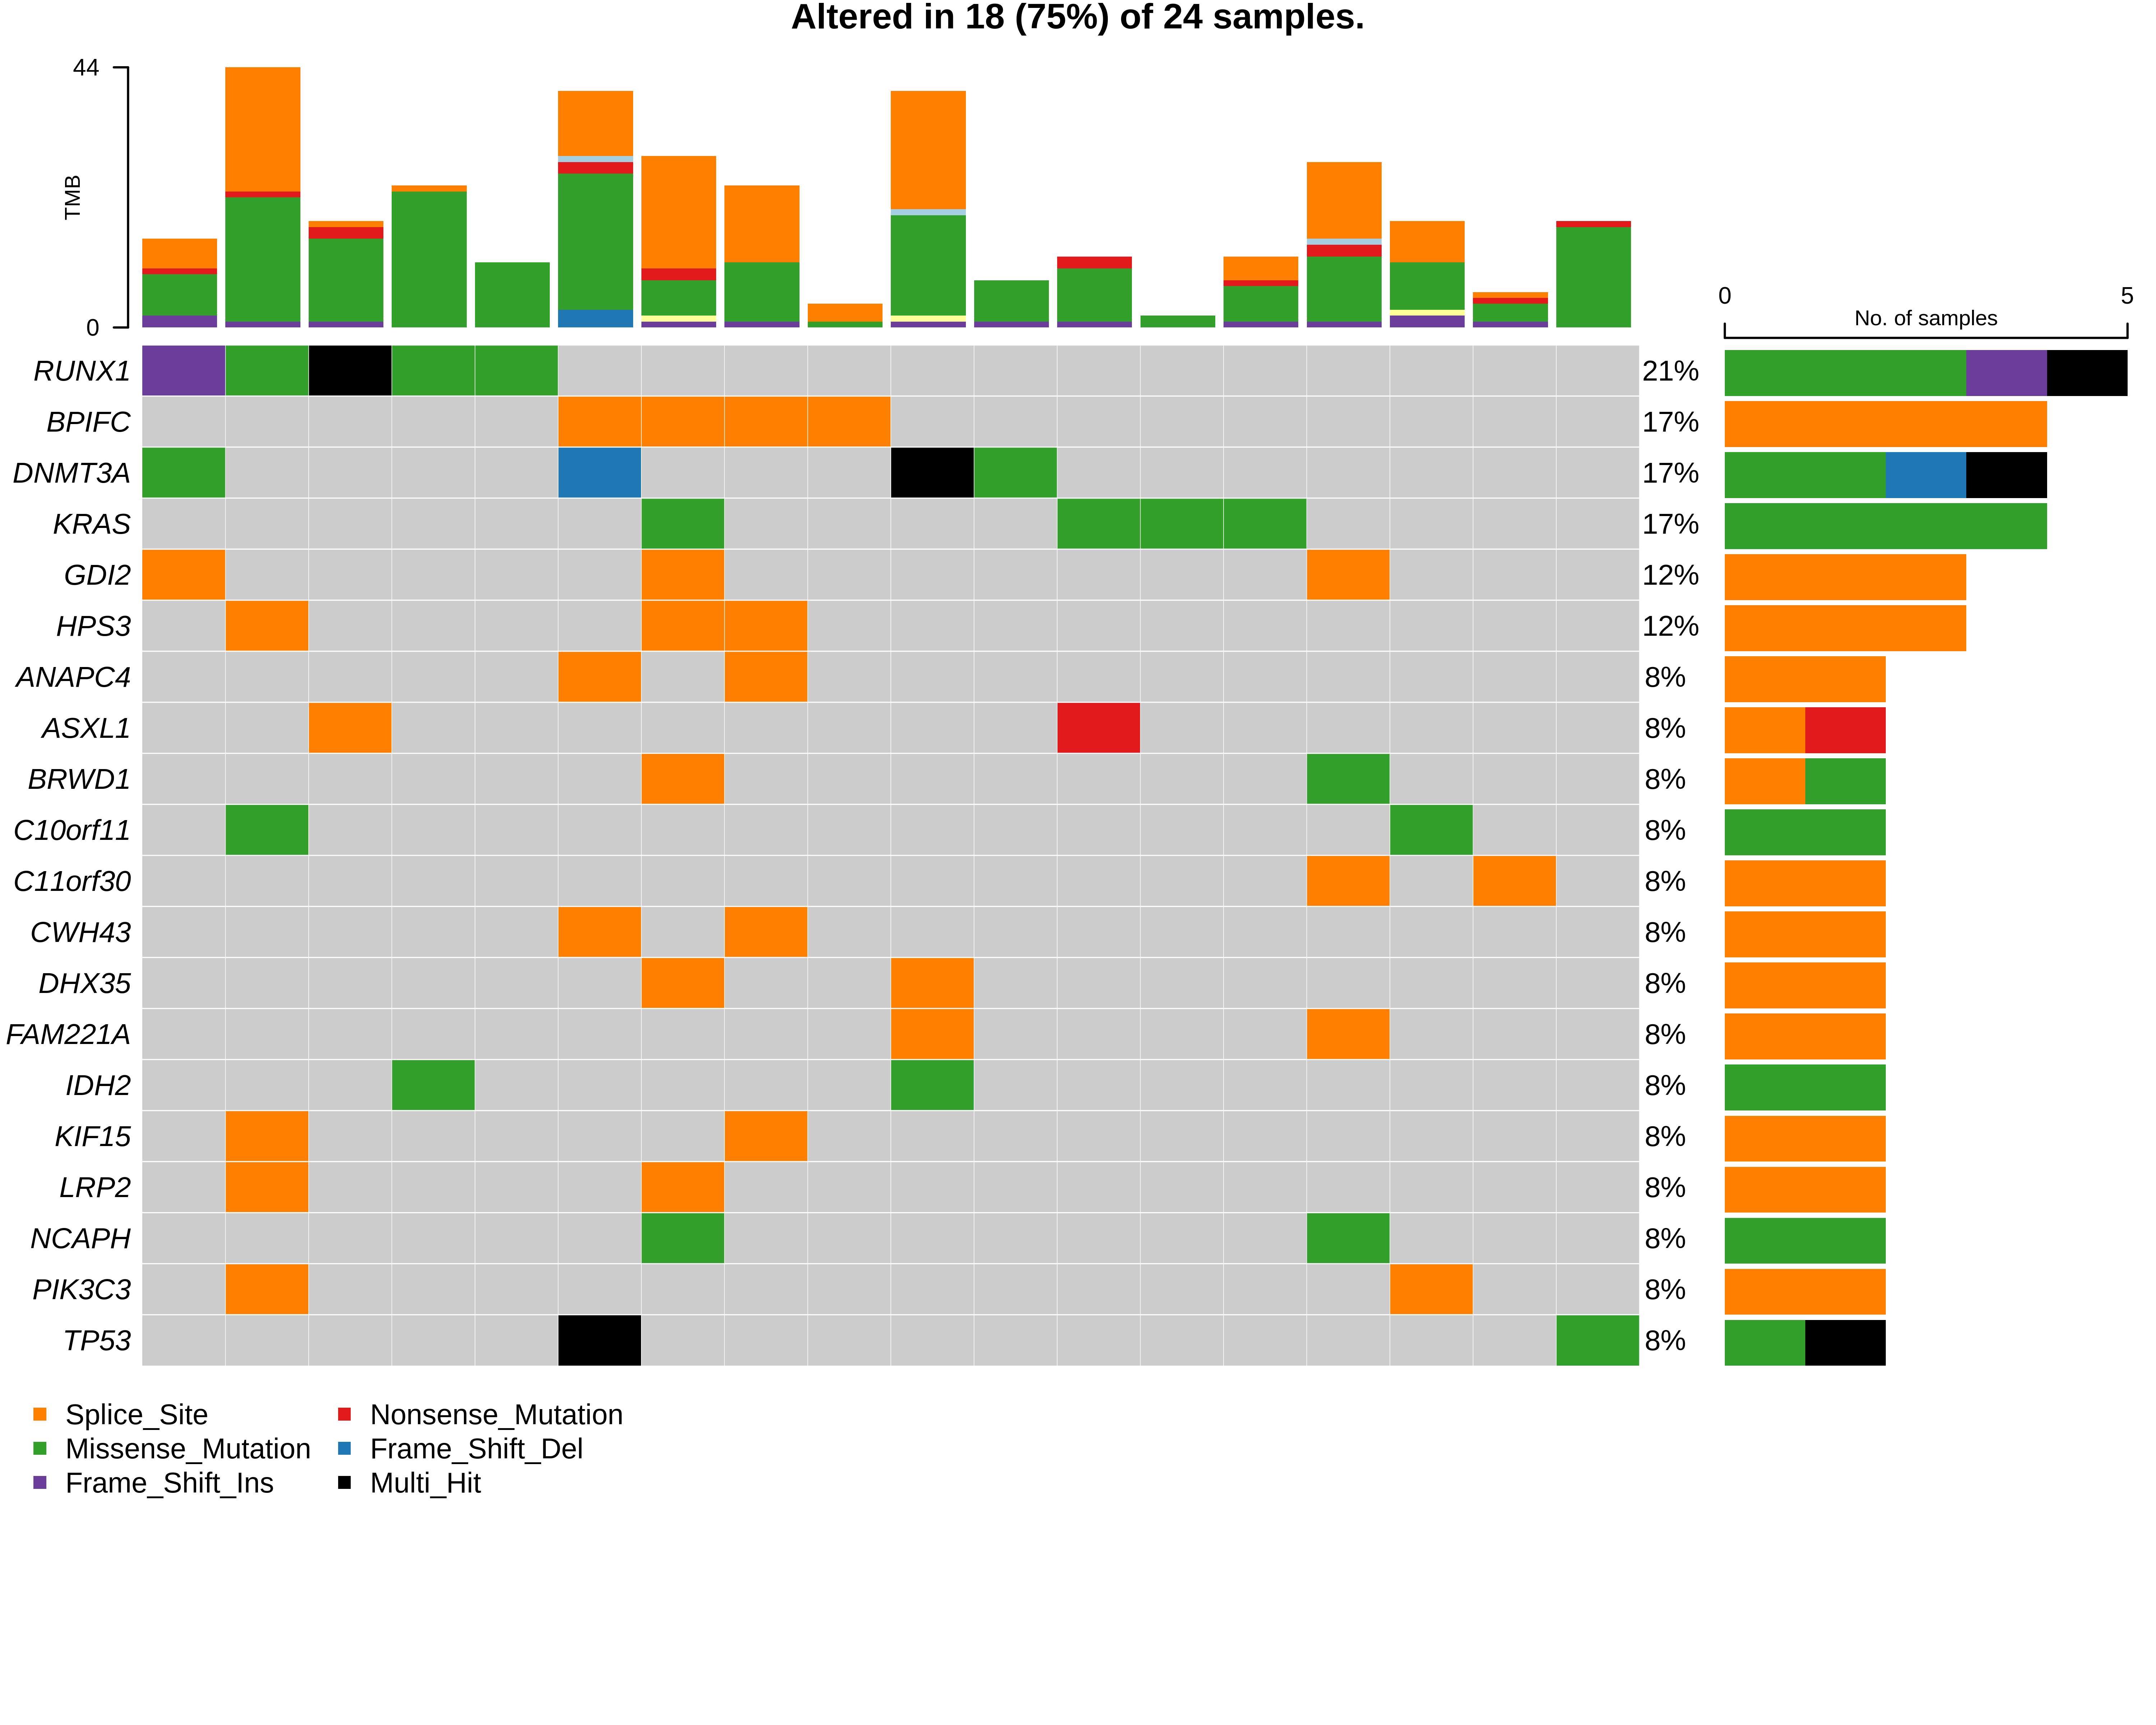 Altered in 18 (75%) of 24 samples.
44
TMB
0
0 5
No. of samples
RUNX1 21%
BPIFC 17%
DNMT3A 17%
KRAS 17%
GDI2 12%
HPS3 12%
ANAPC4 8%
ASXL1 8%
BRWD1 8%
C10orf11 8%
C11orf30 8%
CWH43 8%
DHX35 8%
FAM221A 8%
IDH2 8%
KIF15 8%
LRP2 8%
NCAPH 8%
PIK3C3 8%
TP53 8%
Splice_Site Nonsense_Mutation
Missense_Mutation Frame_Shift_Del
Frame_Shift_Ins Multi_Hit